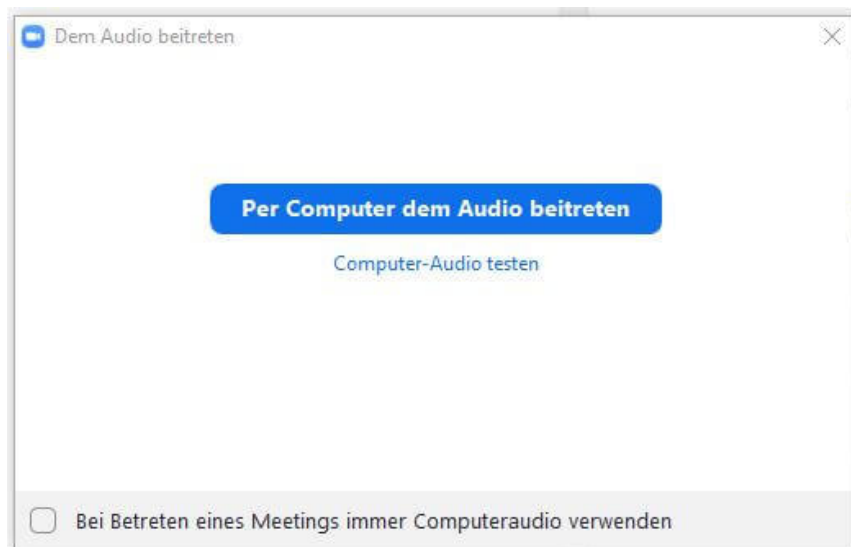 Dem Audio beitreten
Per Computer dem Audio beitreten
Computer-Audio testen
Bei Betreten eines Meetings immer Computeraudio verwenden